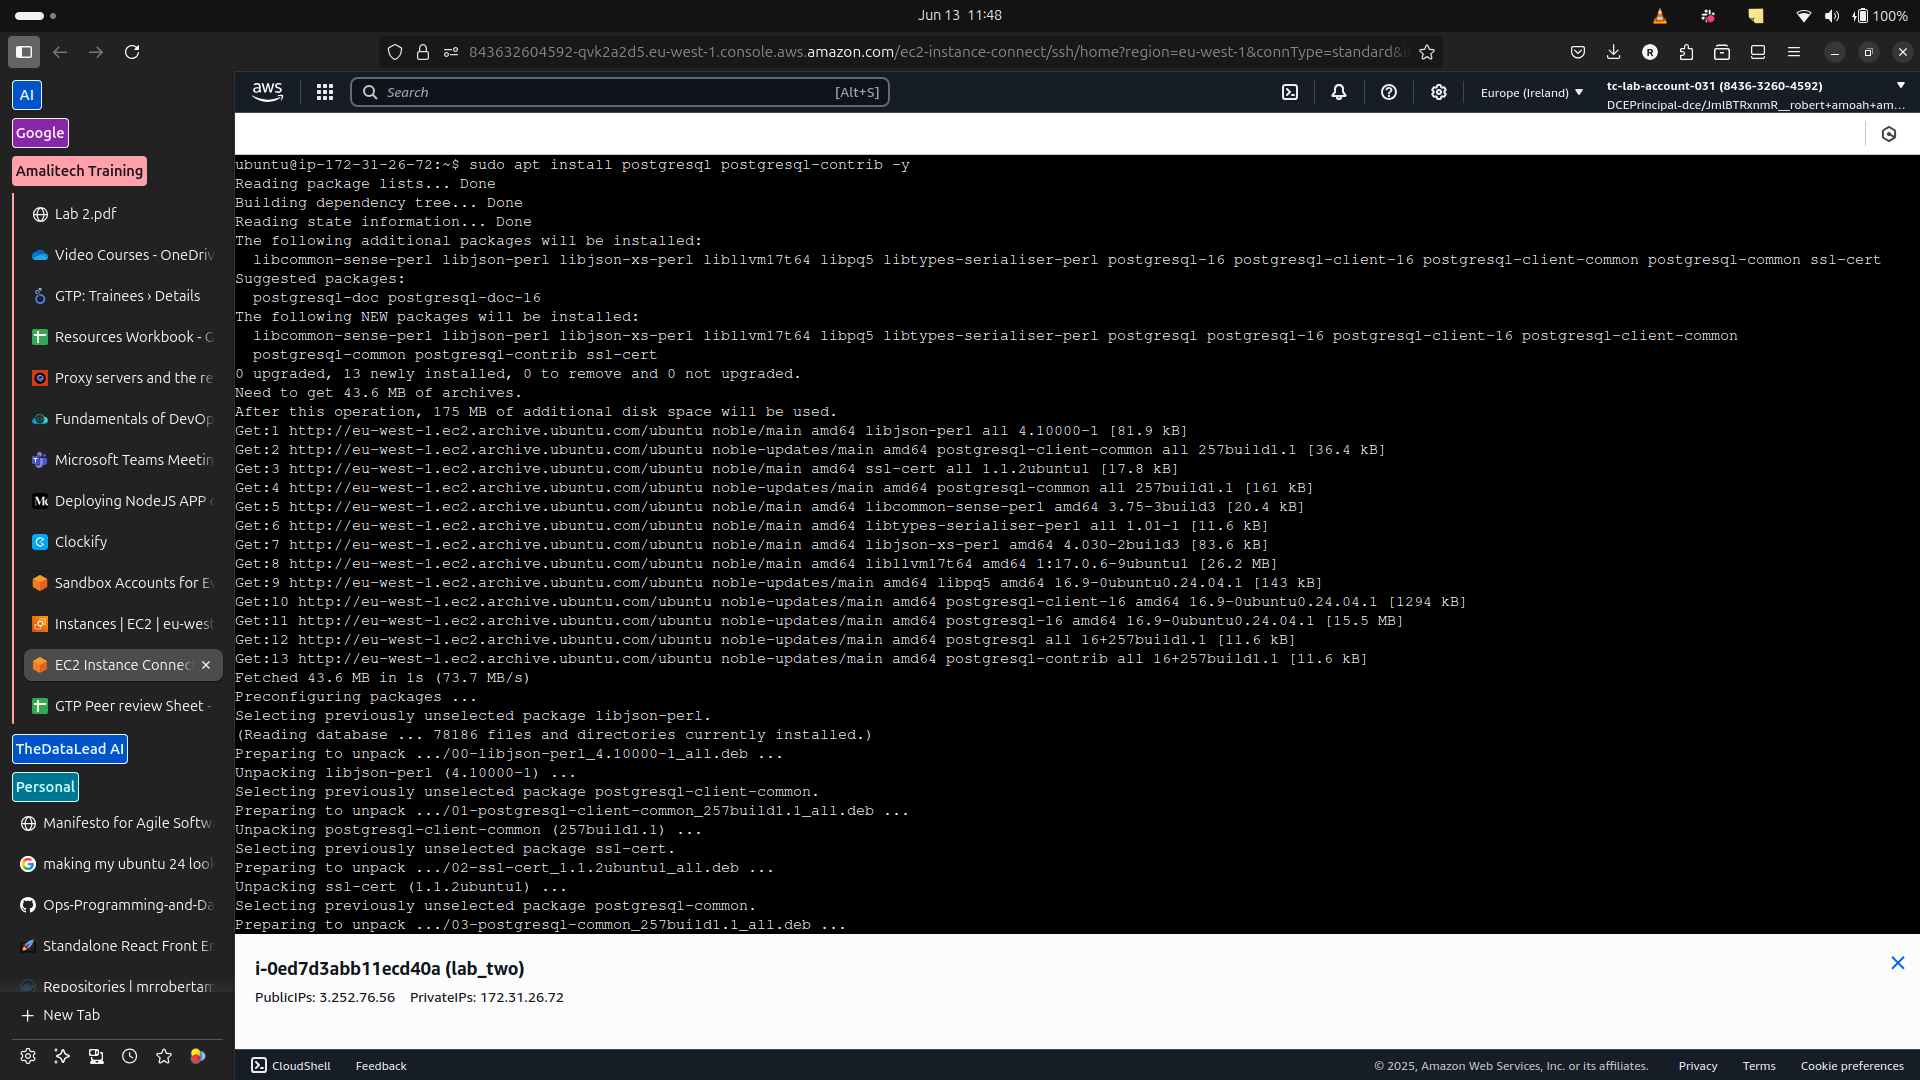 Jun 13 11:48
100%
843632604592-qvk2a2d5.eu-west-1.console.aws.amazon.com/ec2-instance-connect/ssh/home?region=eu-west-1&connType=standard&
AI
Google
Amalitech Training
Lab 2.pdf
Video Courses - OneDriv
GTP: Trainees › Details
Resources Workbook - G
Proxy servers and the re
Fundamentals of DevOp
Microsoft Teams Meetin
Deploying NodeJS APP
Clockify
Sandbox Accounts for Ev
Instances | EC2 | eu-west
EC2 Instance Connec
GTP Peer review Sheet -
TheDataLead AI
Personal
Manifesto for Agile Softw
making my ubuntu 24 loo
Ops-Programming-and-Da
Standalone React Front En
Repositories | mrrobertam
New Tab
aws
Search
[Alt+S]
Europe (Ireland)
tc-lab-account-031 (8436-3260-4592)
DCEPrincipal-dce/JmlBTRxnmR__robert+amoah+am...
ubuntu@ip-172-31-26-72:~$ sudo apt install postgresql postgresql-contrib -y
Reading package lists... Done
Building dependency tree... Done
Reading state information... Done
The following additional packages will be installed:
libcommon-sense-perl libjson-perl libjson-xs-perl libllvm17t64 libpq5 libtypes-serialiser-perl postgresql-16 postgresql-client-16 postgresql-client-common postgresql-common ssl-cert
Suggested packages:
postgresql-doc postgresql-doc-16
The following NEW packages will be installed:
libcommon-sense-perl libjson-perl libjson-xs-perl libllvm17t64 libpq5 libtypes-serialiser-perl postgresql postgresql-16 postgresql-client-16 postgresql-client-common
postgresql-common postgresql-contrib ssl-cert
0 upgraded, 13 newly installed, 0 to remove and 0 not upgraded.
Need to get 43.6 MB of archives.
After this operation, 175 MB of additional disk space will be used.
Get:1 http://eu-west-1.ec2.archive.ubuntu.com/ubuntu noble/main amd64 libjson-perl all 4.10000-1 [81.9 kB]
Get:2 http://eu-west-1.ec2.archive.ubuntu.com/ubuntu noble-updates/main amd64 postgresql-client-common all 257build1.1 [36.4 kB]
Get:3 http://eu-west-1.ec2.archive.ubuntu.com/ubuntu noble/main amd64 ssl-cert all 1.1.2ubuntu1 [17.8 kB]
Get:4 http://eu-west-1.ec2.archive.ubuntu.com/ubuntu noble-updates/main amd64 postgresql-common all 257build1.1 [161 kB]
Get:5 http://eu-west-1.ec2.archive.ubuntu.com/ubuntu noble/main amd64 libcommon-sense-perl amd64 3.75-3build3 [20.4 kB]
Get:6 http://eu-west-1.ec2.archive.ubuntu.com/ubuntu noble/main amd64 libtypes-serialiser-perl all 1.01-1 [11.6 kB]
Get:7 http://eu-west-1.ec2.archive.ubuntu.com/ubuntu noble/main amd64 libjson-xs-perl amd64 4.030-2build3 [83.6 kB]
Get:8 http://eu-west-1.ec2.archive.ubuntu.com/ubuntu noble/main amd64 libllvm17t64 amd64 1:17.0.6-9ubuntu1 [26.2 MB]
Get:9 http://eu-west-1.ec2.archive.ubuntu.com/ubuntu noble-updates/main amd64 libpq5 amd64 16.9-0ubuntu0.24.04.1 [143 kB]
Get:10 http://eu-west-1.ec2.archive.ubuntu.com/ubuntu noble-updates/main amd64 postgresql-client-16 amd64 16.9-0ubuntu0.24.04.1 [1294 kB]
Get:11 http://eu-west-1.ec2.archive.ubuntu.com/ubuntu noble-updates/main amd64 postgresql-16 amd64 16.9-0ubuntu0.24.04.1 [15.5 MB]
Get:12 http://eu-west-1.ec2.archive.ubuntu.com/ubuntu noble-updates/main amd64 postgresql all 16+257build1.1 [11.6 kB]
Get:13 http://eu-west-1.ec2.archive.ubuntu.com/ubuntu noble-updates/main amd64 postgresql-contrib all 16+257build1.1 [11.6 kB]
Fetched 43.6 MB in 1s (73.7 MB/s)
Preconfiguring packages ...
Selecting previously unselected package libjson-perl.
(Reading database ... 78186 files and directories currently installed.)
Preparing to unpack .../00-libjson-perl_4.10000-1_all.deb ...
Unpacking libjson-perl (4.10000-1) ...
Selecting previously unselected package postgresql-client-common.
Preparing to unpack .../01-postgresql-client-common_257build1.1_all.deb ...
Unpacking postgresql-client-common (257build1.1) ...
Selecting previously unselected package ssl-cert.
Preparing to unpack .../02-ssl-cert_1.1.2ubuntu1_all.deb ...
Unpacking ssl-cert (1.1.2ubuntu1) ...
Selecting previously unselected package postgresql-common.
Preparing to unpack .../03-postgresql-common_257build1.1_all.deb ...
i-0ed7d3abb11ecd40a (lab_two)
PublicIPs: 3.252.76.56 PrivateIPs: 172.31.26.72
CloudShell
Feedback
© 2025, Amazon Web Services, Inc. or its affiliates.
Privacy
Terms
Cookie preferences